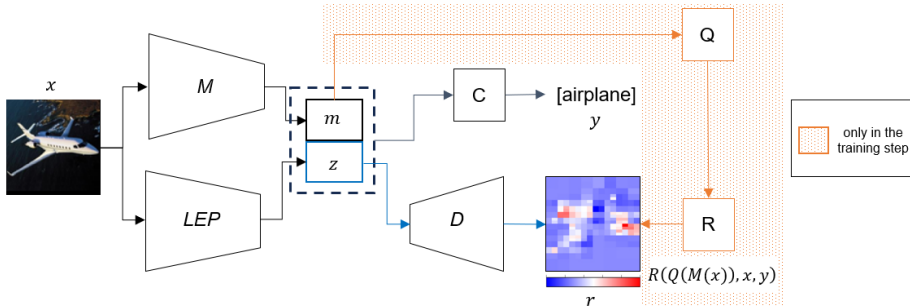 x
M
LEP
m
z
C
[airplane]
y
D
r
Q
R
R(Q(M(x)), x, y)
only in the
training step